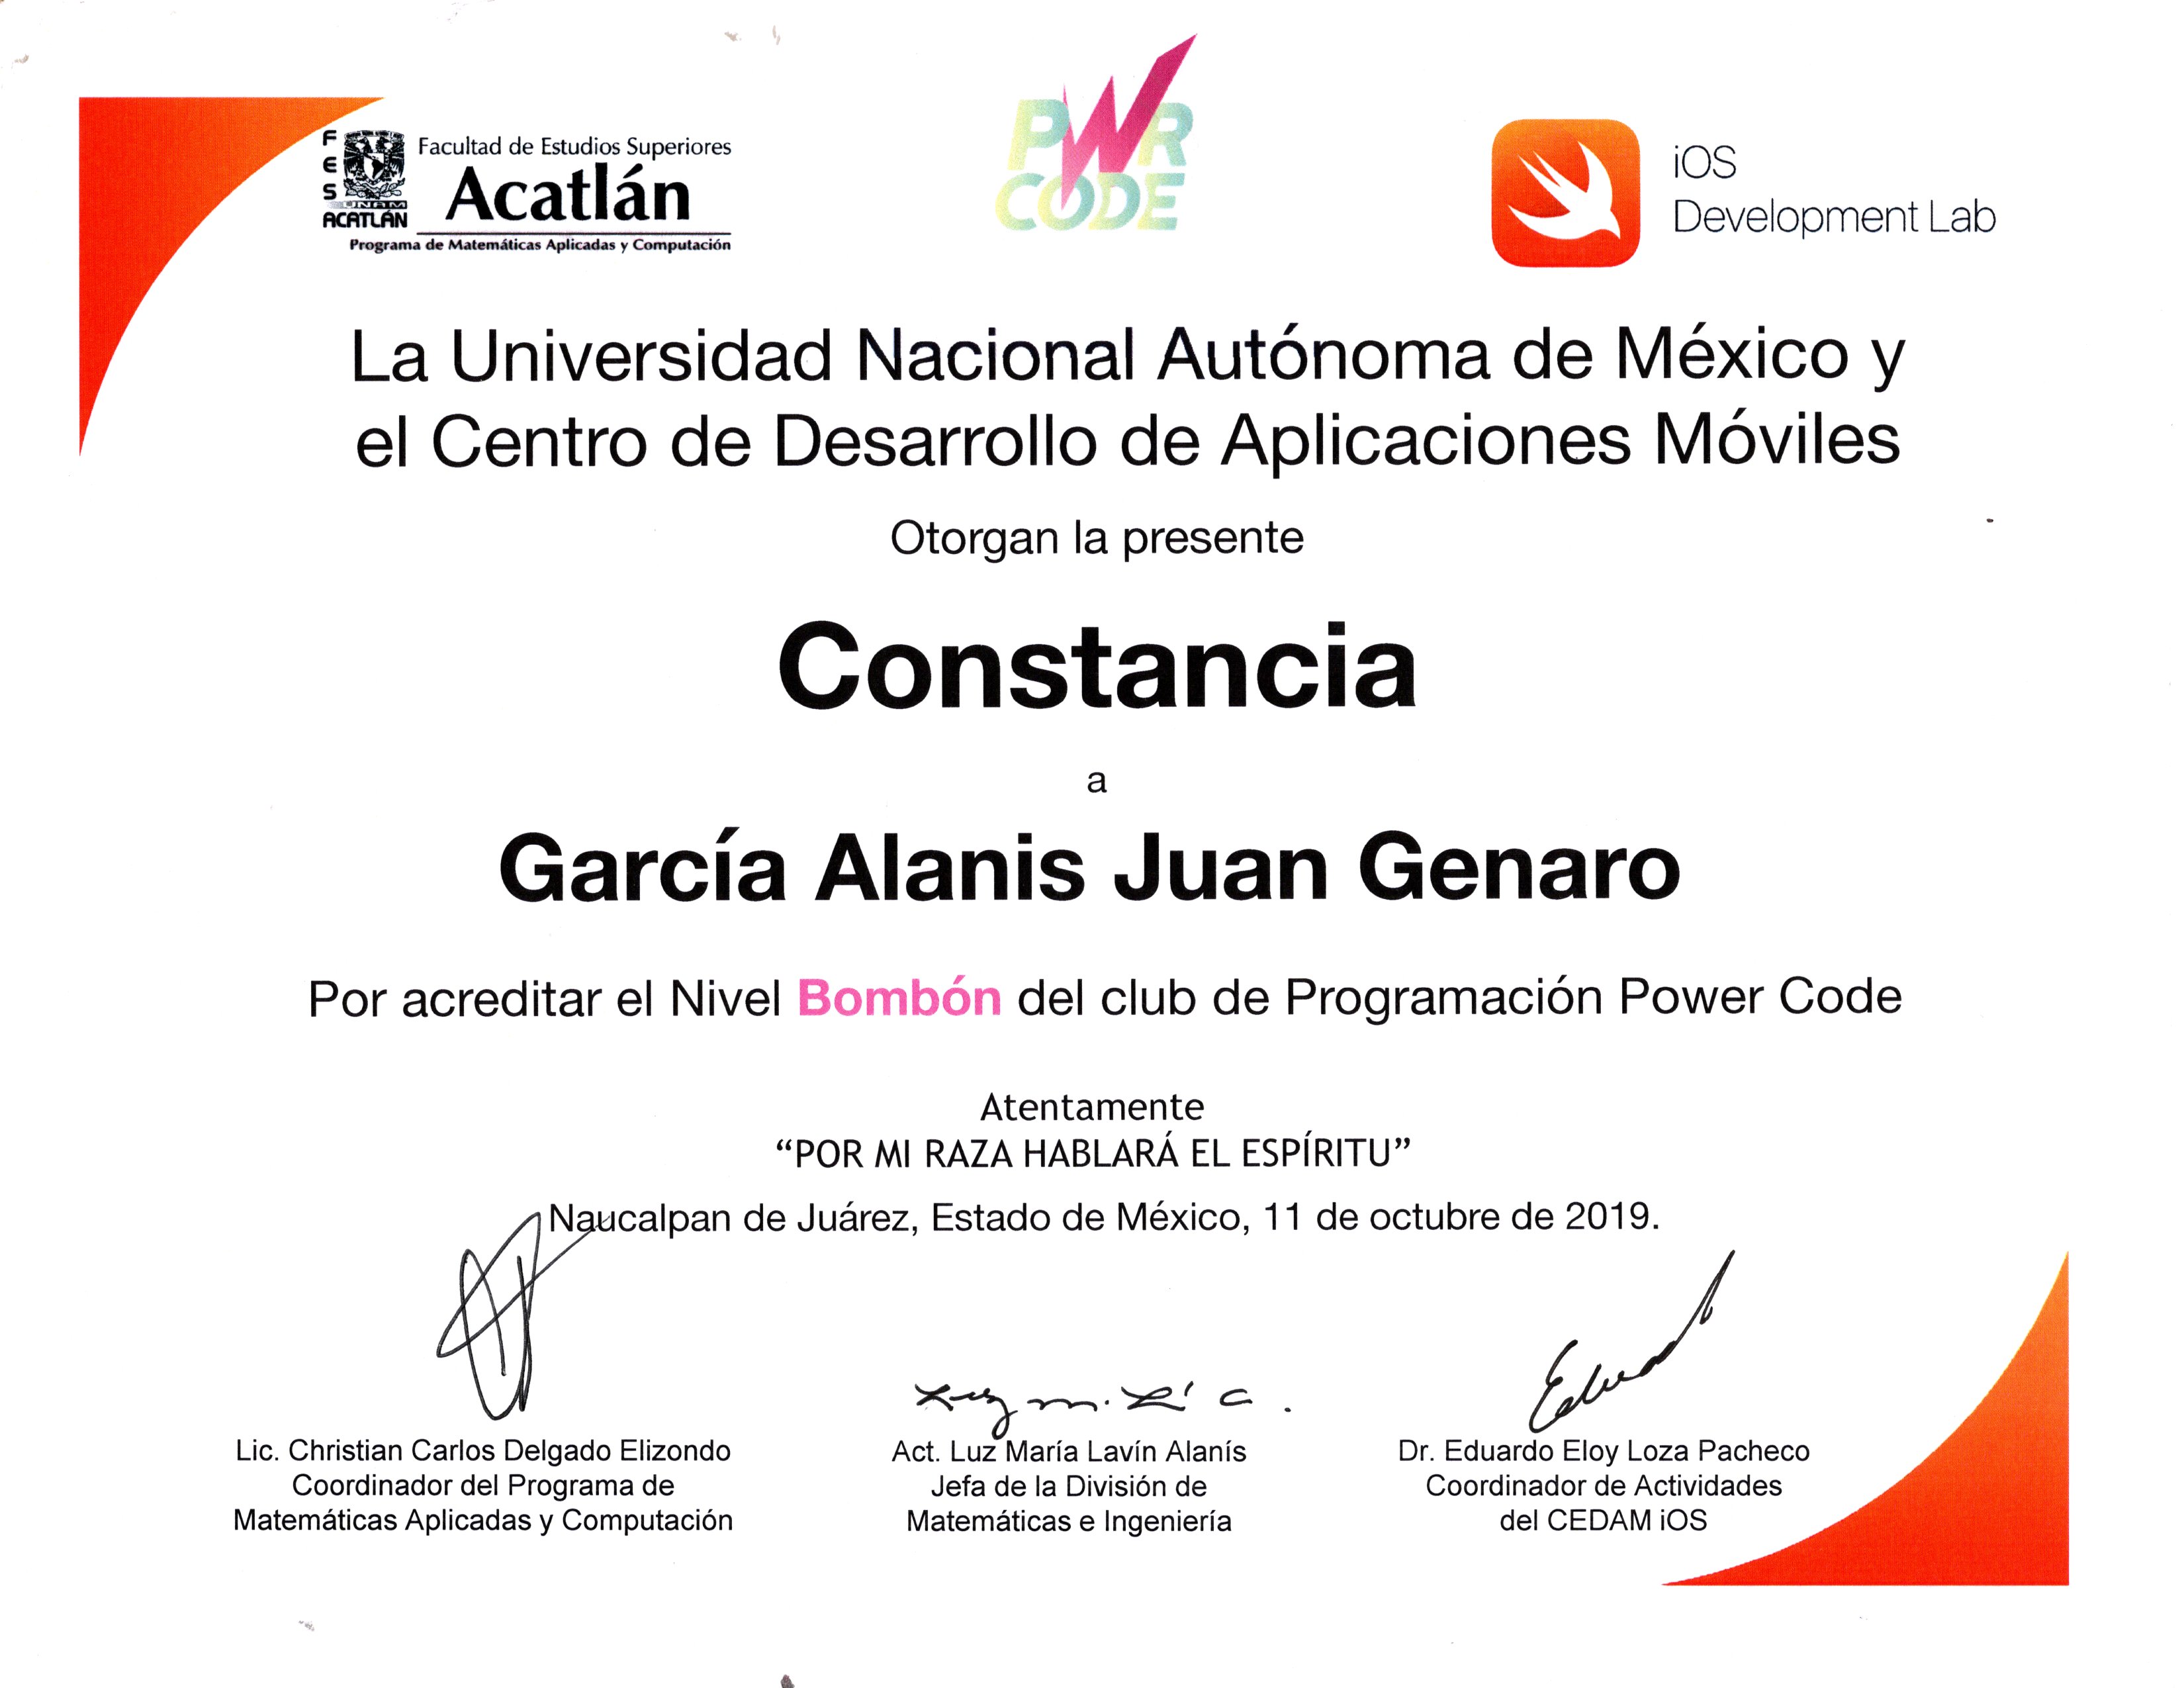 FES
UNAM
ACATLÁN
Facultad de Estudios Superiores
Acatlán
Programa de Matemáticas Aplicadas y Computación
PWR
CODE
iOS
Development Lab
La Universidad Nacional Autónoma de México y
el Centro de Desarrollo de Aplicaciones Móviles
Otorgan la presente
Constancia
a
García Alanis Juan Genaro
Por acreditar el Nivel Bombón del club de Programación Power Code
Atentamente
“POR MI RAZA HABLARÁ EL ESPÍRITU”
Naucalpan de Juárez, Estado de México, 11 de octubre de 2019.
Lic. Christian Carlos Delgado Elizondo
Coordinador del Programa de
Matemáticas Aplicadas y Computación
Act. Luz María Lavín Alanís
Jefa de la División de
Matemáticas e Ingeniería
Dr. Eduardo Eloy Loza Pacheco
Coordinador de Actividades
del CEDAM iOS